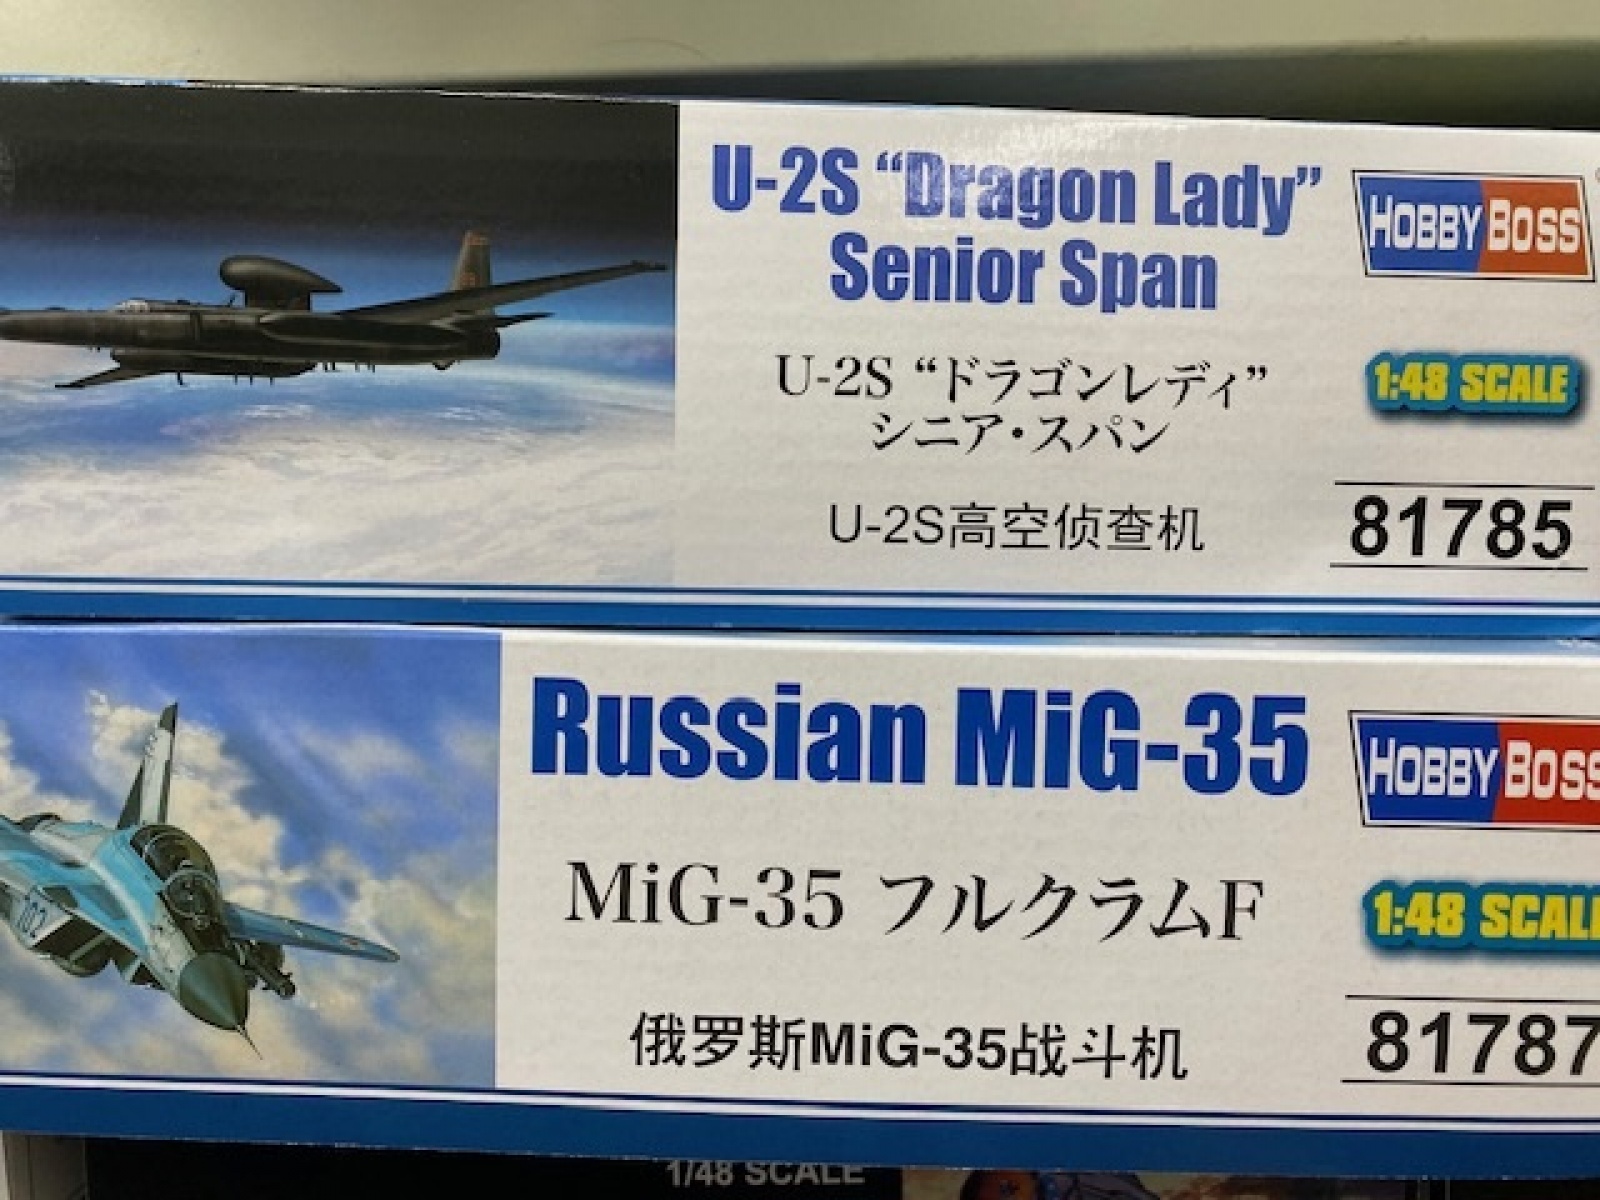 U-2S “Dragon Lady”
Senior Span
HOBBY BOSS
1:48 SCALE
U-2S “ドラゴンレディ”
シニア・スパン
U-2S高空侦查机
81785
Russian MiG-35
HOBBY BOSS
1:48 SCALE
MiG-35 フルクラムF
俄罗斯MiG-35战斗机
81787
102
1/48 SCALE